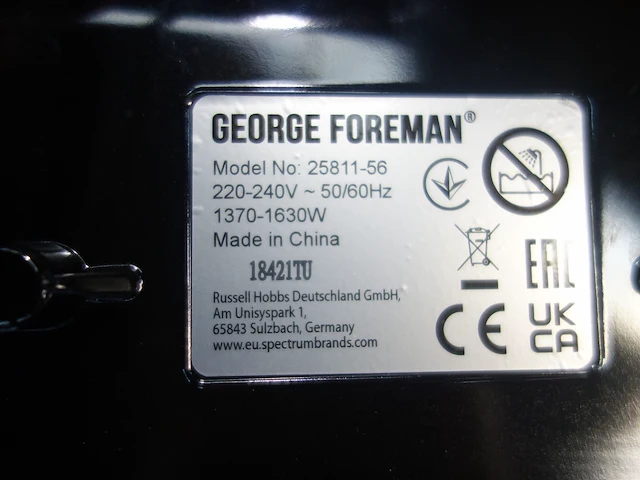 GEORGE FOREMAN®
Model No: 25811-56
220-240V ~ 50/60Hz
1370-1630W
Made in China
18421TU
Russell Hobbs Deutschland GmbH,
Am Unisyspark 1,
65843 Sulzbach, Germany
www.eu.spectrumbrands.com
EAC
CE
UK
CA